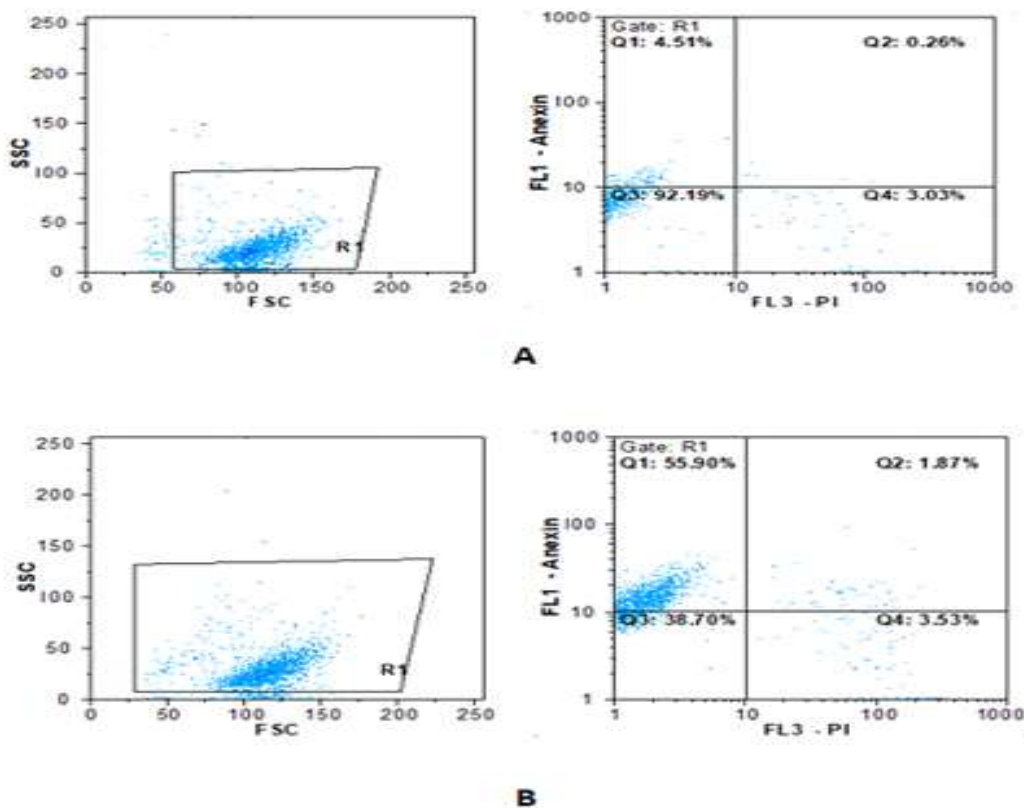 250
200
150
100
50
0
SSC
R1
0 50 100 150 200 250
FSC
1000
100
10
1
FL1 - Anexin
Gate: R1
Q1: 4.51%
Q2: 0.26%
Q3: 92.19%
Q4: 3.03%
1 10 100 1000
FL3 - PI
A
250
200
150
100
50
0
SSC
R1
0 50 100 150 200 250
FSC
1000
100
10
1
FL1 - Anexin
Gate: R1
Q1: 55.90%
Q2: 1.87%
Q3: 38.70%
Q4: 3.53%
1 10 100 1000
FL3 - PI
B